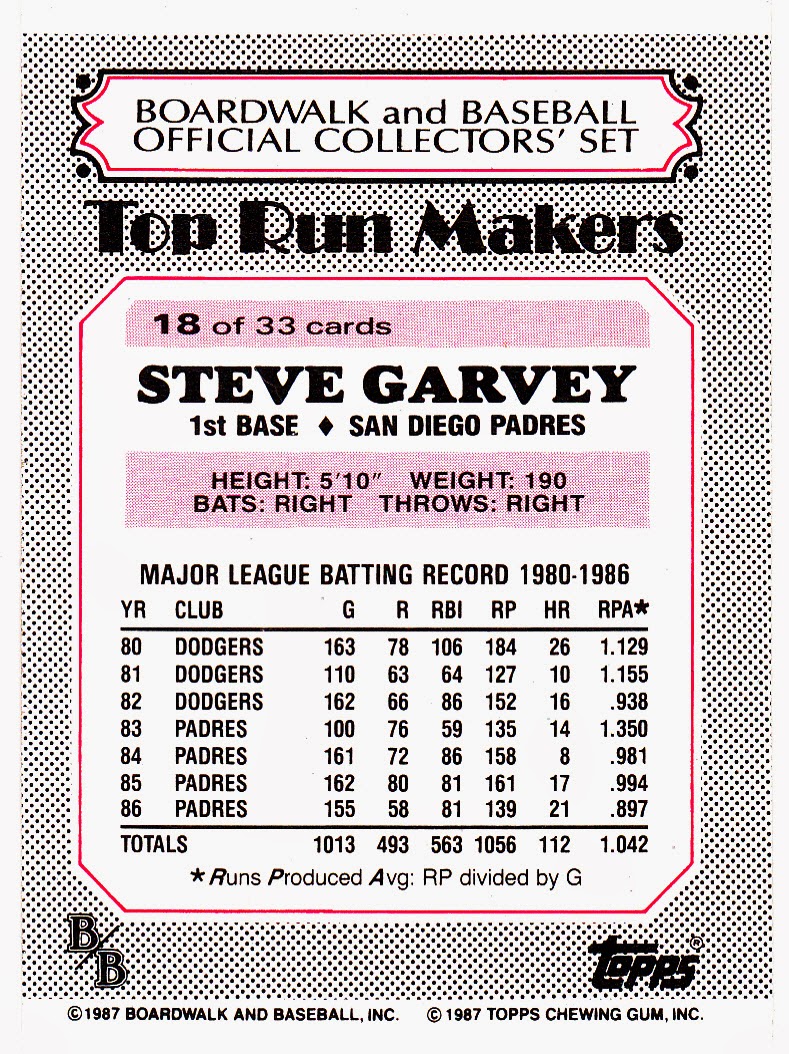 BOARDWALK and BASEBALL
OFFICIAL COLLECTORS' SET
Top Run Makers
18 of 33 cards
STEVE GARVEY
1st BASE ♦ SAN DIEGO PADRES
HEIGHT: 5'10" WEIGHT: 190
BATS: RIGHT THROWS: RIGHT
MAJOR LEAGUE BATTING RECORD 1980-1986
YR CLUB G R RBI RP HR RPA*
80 DODGERS 163 78 106 184 26 1.129
81 DODGERS 110 63 64 127 10 1.155
82 DODGERS 162 66 86 152 16 .938
83 PADRES 100 76 59 135 14 1.350
84 PADRES 161 72 86 158 8 .981
85 PADRES 162 80 81 161 17 .994
86 PADRES 155 58 81 139 21 .897
TOTALS 1013 493 563 1056 112 1.042
*Runs Produced Avg: RP divided by G
B/B
topps®
©1987 BOARDWALK AND BASEBALL, INC. ©1987 TOPPS CHEWING GUM, INC.